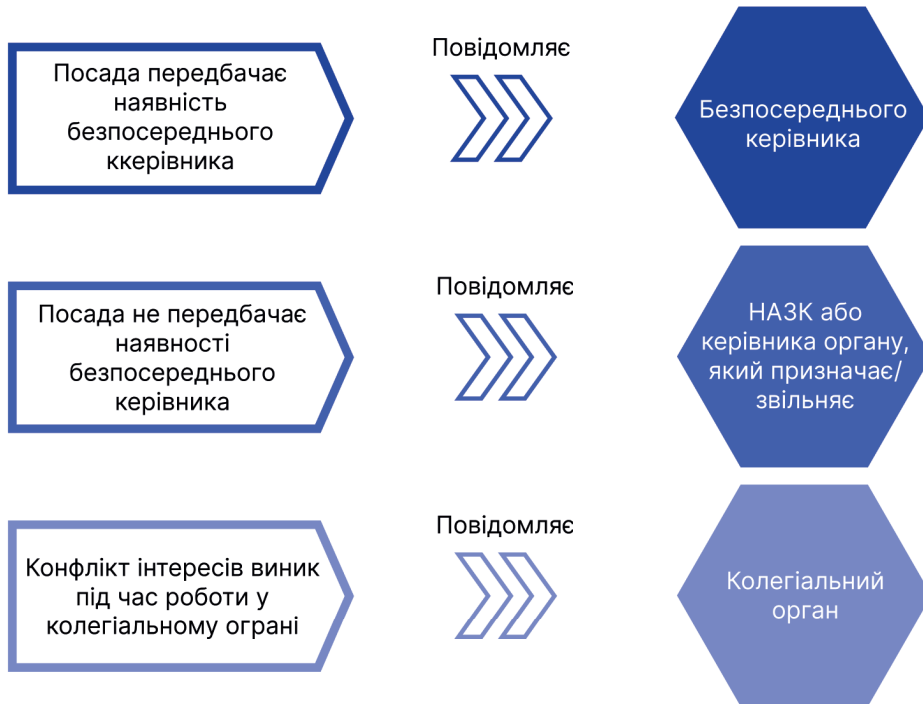 Посада передбачає
наявність
безпосереднього
ккерівника
Повідомляє
Безпосереднього
керівника
Посада не передбачає
наявності
безпосереднього
керівника
Повідомляє
НАЗК або
керівника органу,
який призначає/
звільняє
Конфлікт інтересів виник
під час роботи у
колегіальному ограні
Повідомляє
Колегіальний
орган